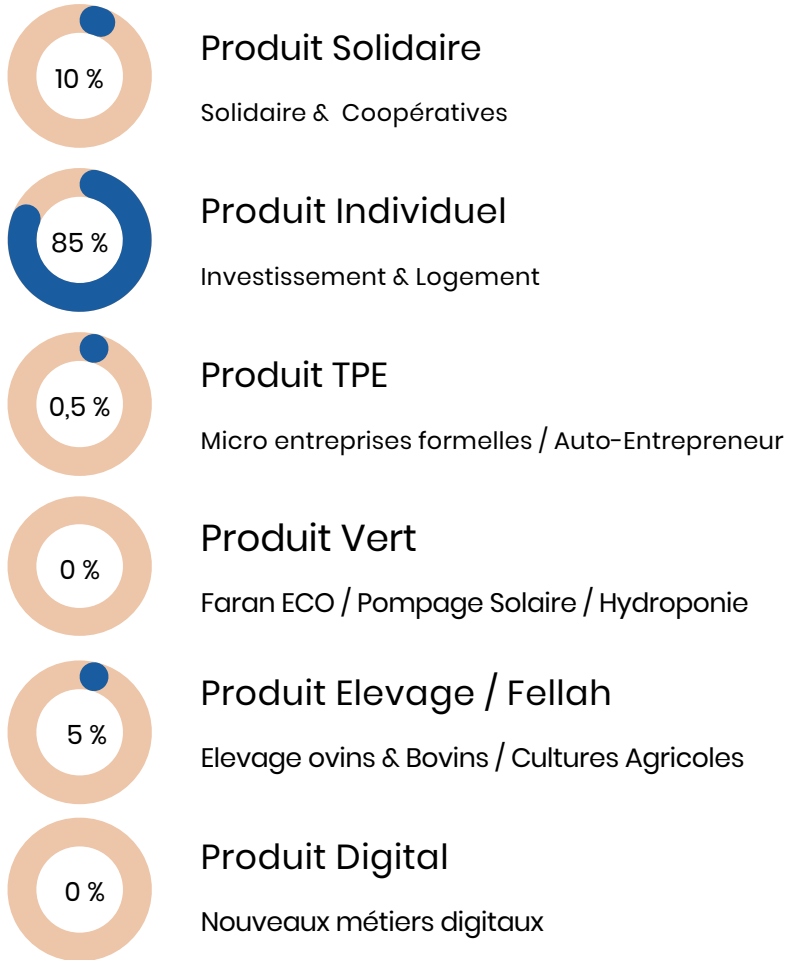 10 %
Produit Solidaire
Solidaire & Coopératives
85 %
Produit Individuel
Investissement & Logement
0,5 %
Produit TPE
Micro entreprises formelles / Auto-Entrepreneur
0 %
Produit Vert
Faran ECO / Pompage Solaire / Hydroponie
5 %
Produit Elevage / Fellah
Elevage ovins & Bovins / Cultures Agricoles
0 %
Produit Digital
Nouveaux métiers digitaux